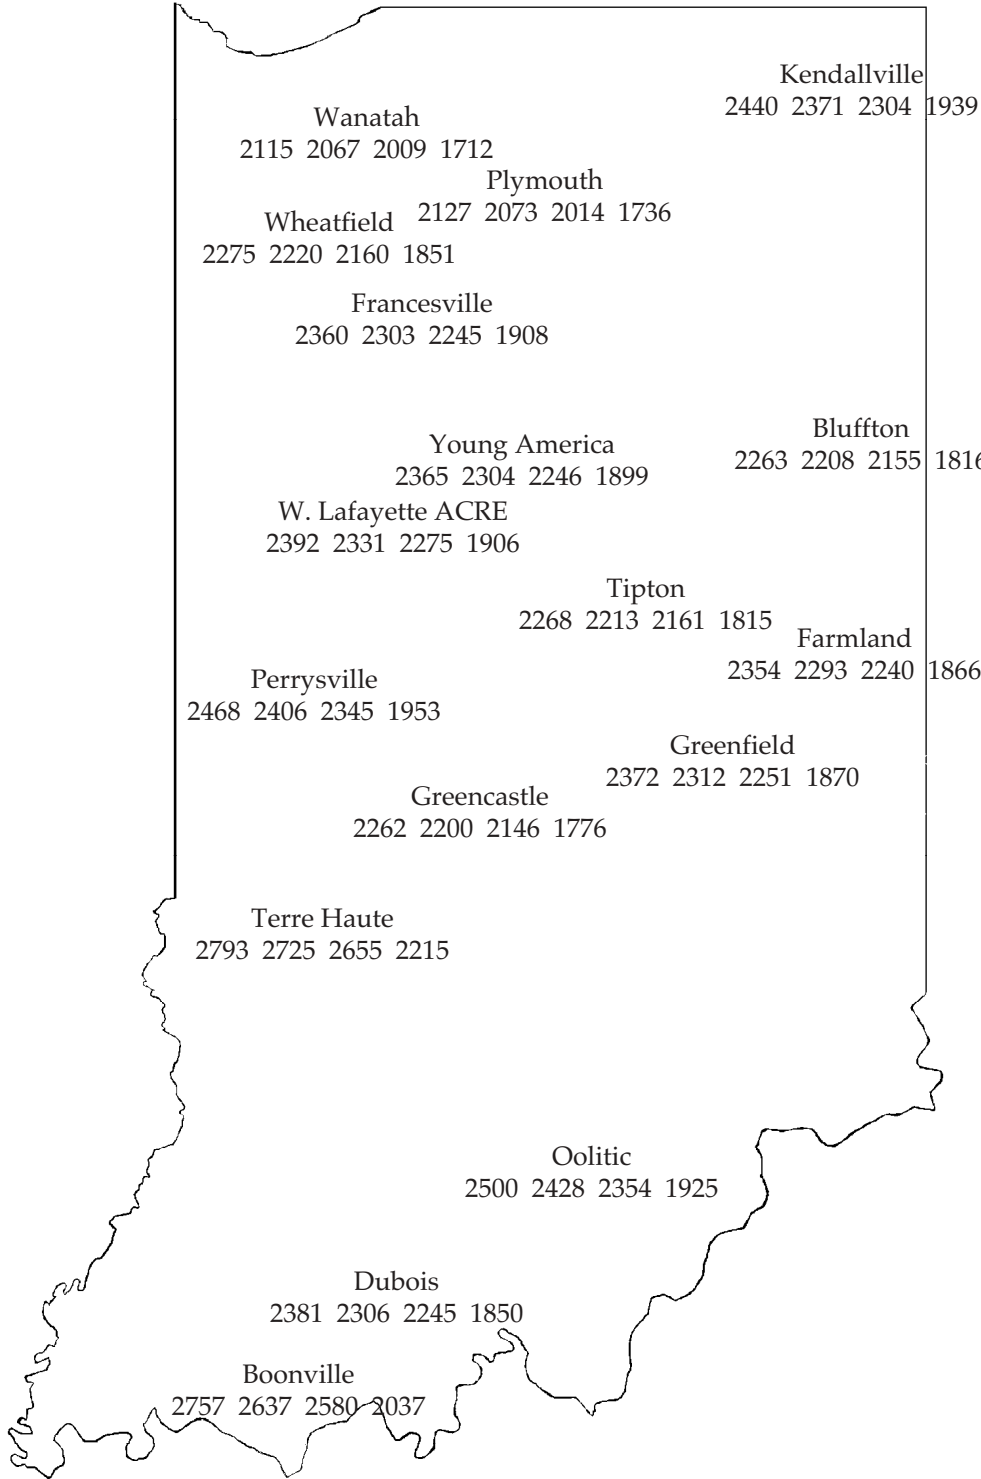 Kendallville
2440 2371 2304 1939
Wanatah
2115 2067 2009 1712
Plymouth
2127 2073 2014 1736
Wheatfield
2275 2220 2160 1851
Francesville
2360 2303 2245 1908
Bluffton
2263 2208 2155 1816
Young America
2365 2304 2246 1899
W. Lafayette ACRE
2392 2331 2275 1906
Tipton
2268 2213 2161 1815
Farmland
2354 2293 2240 1866
Perrysville
2468 2406 2345 1953
Greenfield
2372 2312 2251 1870
Greencastle
2262 2200 2146 1776
Terre Haute
2793 2725 2655 2215
Oolitic
2500 2428 2354 1925
Dubois
2381 2306 2245 1850
Boonville
2757 2637 2580 2037